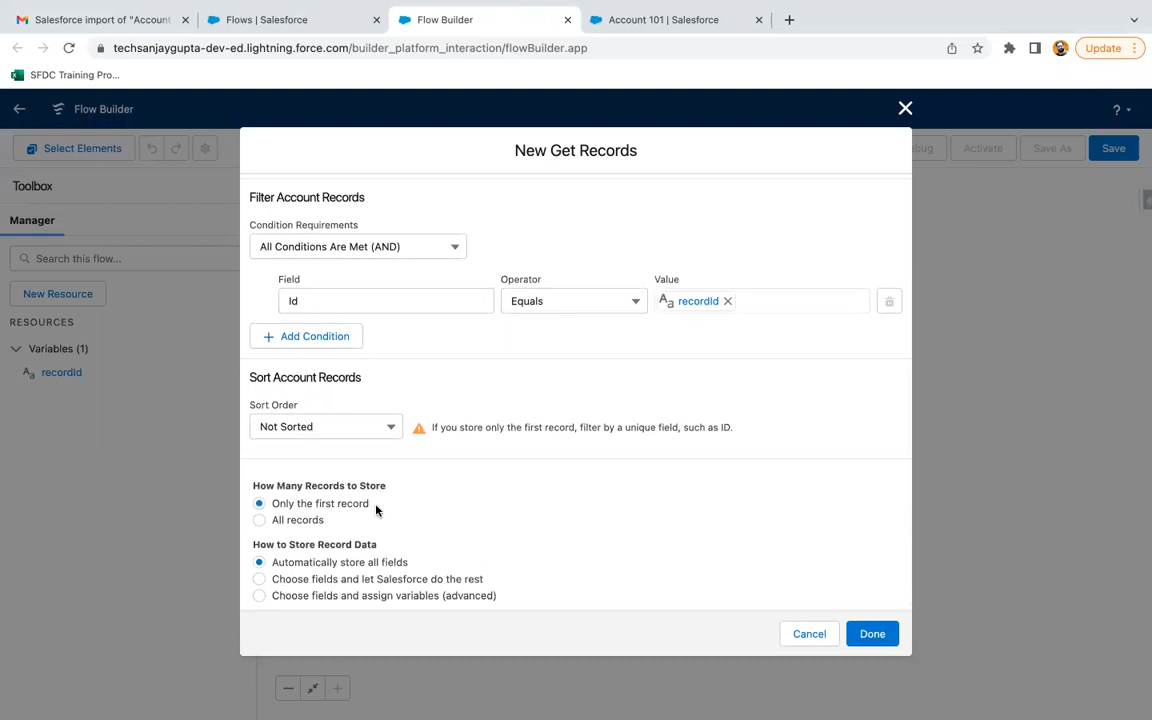 Salesforce import of "Account
Flows | Salesforce
Flow Builder
Account 101 | Salesforce
techsanjaygupta-dev-ed.lightning.force.com/builder_platform_interaction/flowBuilder.app
Update
SFDC Training Pro...
Flow Builder
?
Select Elements
bug
Activate
Save As
Save
New Get Records
Toolbox
Manager
Search this flow...
New Resource
RESOURCES
Variables (1)
Aa recordId
Filter Account Records
Condition Requirements
All Conditions Are Met (AND)
Field Operator Value
Id Equals Aa recordId
+ Add Condition
Sort Account Records
Sort Order
Not Sorted If you store only the first record, filter by a unique field, such as ID.
How Many Records to Store
Only the first record
All records
How to Store Record Data
Automatically store all fields
Choose fields and let Salesforce do the rest
Choose fields and assign variables (advanced)
Cancel Done